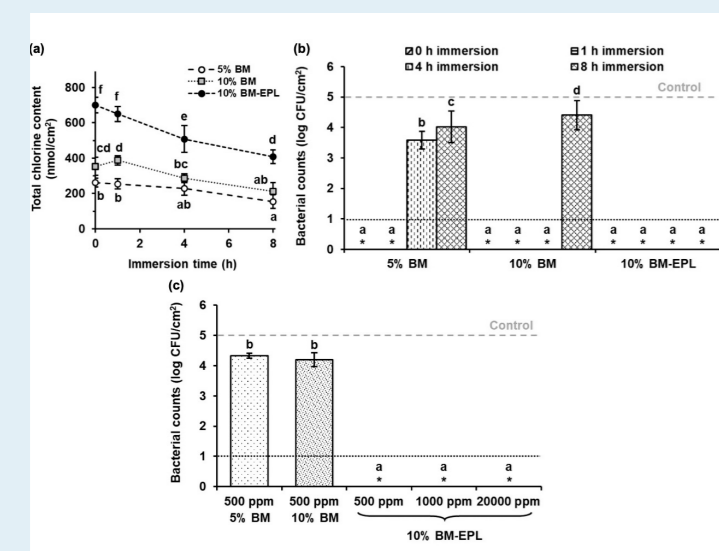 (a)
5% BM
10% BM
10% BM-EPL
Total chlorine content
(nmol/cm²)
800
600
400
200
0
f f e d
cd d bc ab
b b ab a
0 2 4 6 8
Immersion time (h)
(b)
0 h immersion 1 h immersion
4 h immersion 8 h immersion
Bacterial counts (log CFU/cm²)
6
5
4
3
2
1
0
Control
a a b c a a a d a a a a
* * * * * * * * *
5% BM 10% BM 10% BM-EPL
(c)
Bacterial counts (log CFU/cm²)
6
5
4
3
2
1
0
Control
b b a a a
* * *
500 ppm 500 ppm 500 ppm 1000 ppm 20000 ppm
5% BM 10% BM
10% BM-EPL